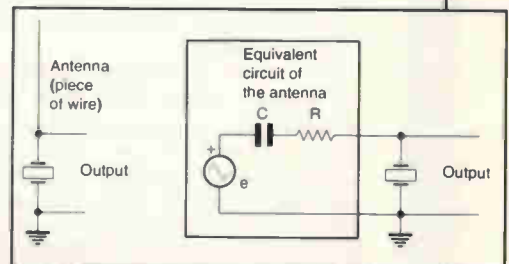 Antenna
(piece
of wire)
Output
Equivalent
circuit of
the antenna
C
R
+
e
Output